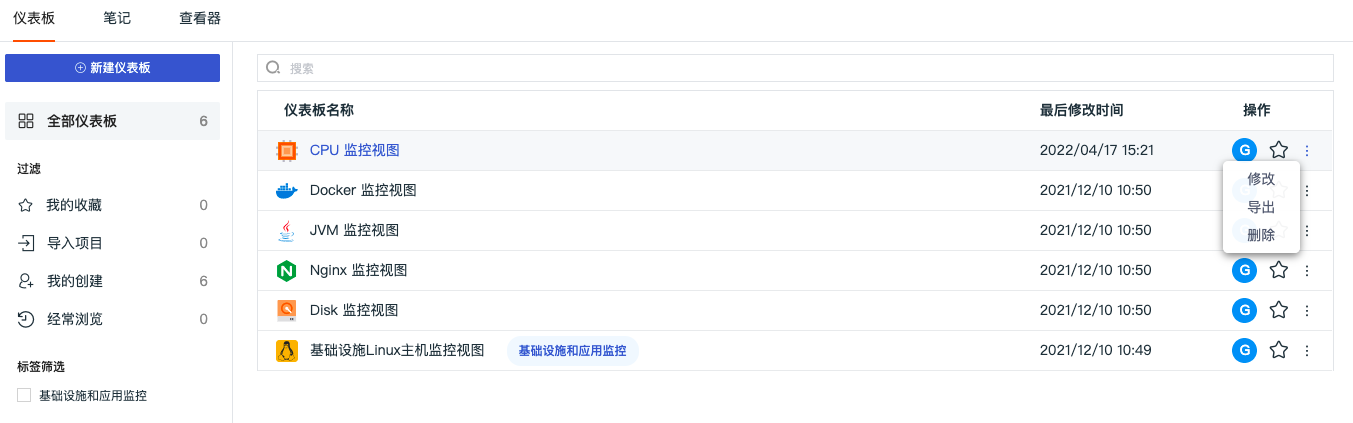 仪表板 笔记 查看器
新建仪表板
搜索
全部仪表板 6
过滤
我的收藏 0
导入项目 0
我的创建 6
经常浏览 0
标签筛选
基础设施和应用监控
仪表板名称 最后修改时间 操作
CPU 监控视图 2022/04/17 15:21 G
Docker 监控视图 2021/12/10 10:50
JVM 监控视图 2021/12/10 10:50
修改
导出
删除
Nginx 监控视图 2021/12/10 10:50 G
Disk 监控视图 2021/12/10 10:50 G
基础设施Linux主机监控视图 基础设施和应用监控 2021/12/10 10:49 G